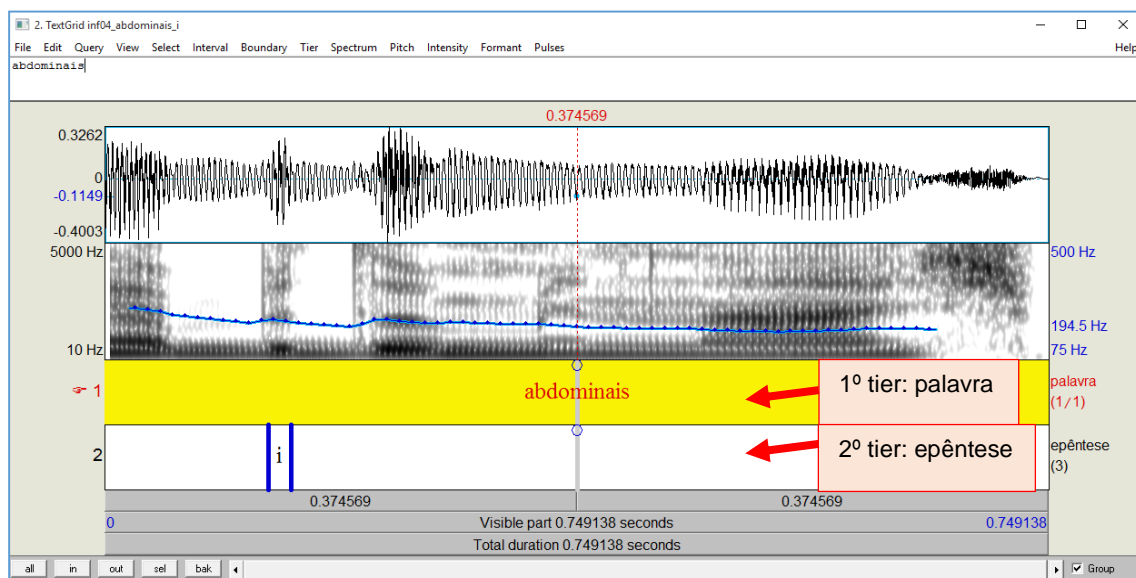 2. TextGrid inf04_abdominais_i
File Edit Query View Select Interval Boundary Tier Spectrum Pitch Intensity Formant Pulses Help
abdominais
0.374569
0.3262
0
-0.1149
-0.4003
5000 Hz 500 Hz
194.5 Hz
10 Hz 75 Hz
1 abdominais 1º tier: palavra palavra
(1/1)
2 i 2º tier: epêntese epêntese
(3)
0.374569 0.374569
0 Visible part 0.749138 seconds 0.749138
Total duration 0.749138 seconds
all in out sel bak Group